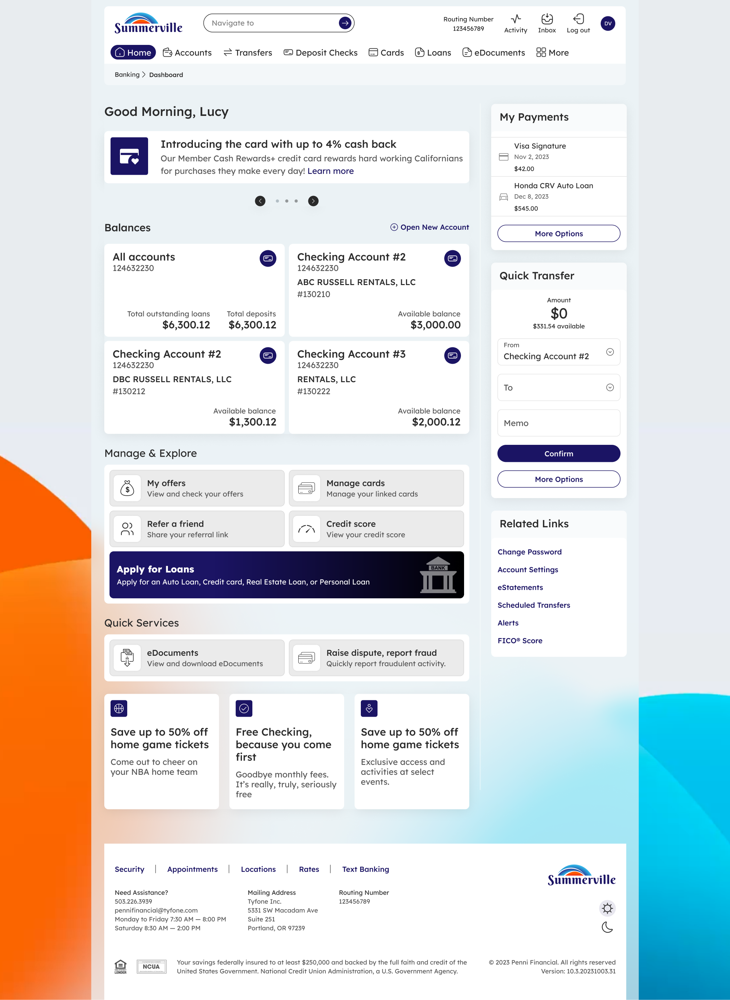 Summerville
Navigate to
Routing Number
123456789
Activity
Inbox
Log out
DV
Home
Accounts
Transfers
Deposit Checks
Cards
Loans
eDocuments
More
Banking
Dashboard
Good Morning, Lucy
Introducing the card with up to 4% cash back
Our Member Cash Rewards+ credit card rewards hard working Californians
for purchases they make every day! Learn more
Balances
Open New Account
All accounts
124632230
Total outstanding loans
$6,300.12
Total deposits
$6,300.12
Checking Account #2
124632230
ABC RUSSELL RENTALS, LLC
#130210
Available balance
$3,000.00
Checking Account #2
124632230
DBC RUSSELL RENTALS, LLC
#130212
Available balance
$1,300.12
Checking Account #3
124632230
RENTALS, LLC
#130222
Available balance
$2,000.12
Manage & Explore
My offers
View and check your offers
Manage cards
Manage your linked cards
Refer a friend
Share your referral link
Credit score
View your credit score
Apply for Loans
Apply for an Auto Loan, Credit card, Real Estate Loan, or Personal Loan
BANK
Quick Services
eDocuments
View and download eDocuments
Raise dispute, report fraud
Quickly report fraudulent activity.
Save up to 50% off
home game tickets
Come out to cheer on
your NBA home team
Free Checking,
because you come
first
Goodbye monthly fees.
It's really, truly, seriously
free
Save up to 50% off
home game tickets
Exclusive access and
activities at select
events.
My Payments
Visa Signature
Nov 2, 2023
$42.00
Honda CRV Auto Loan
Dec 8, 2023
$545.00
More Options
Quick Transfer
Amount
$0
$331.54 available
From
Checking Account #2
To
Memo
Confirm
More Options
Related Links
Change Password
Account Settings
eStatements
Scheduled Transfers
Alerts
FICO® Score
Security
Appointments
Locations
Rates
Text Banking
Summerville
Need Assistance?
503.226.3939
pennifinancial@tyfone.com
Monday to Friday 7:30 AM — 8:00 PM
Saturday 8:30 AM — 2:00 PM
Mailing Address
Tyfone Inc.
5331 SW Macadam Ave
Suite 251
Portland, OR 97239
Routing Number
123456789
LENDER
NCUA
Your savings federally insured to at least $250,000 and backed by the full faith and credit of the
United States Government. National Credit Union Administration, a U.S. Government Agency.
© 2023 Penni Financial. All rights reserved
Version: 10.3.20231003.31